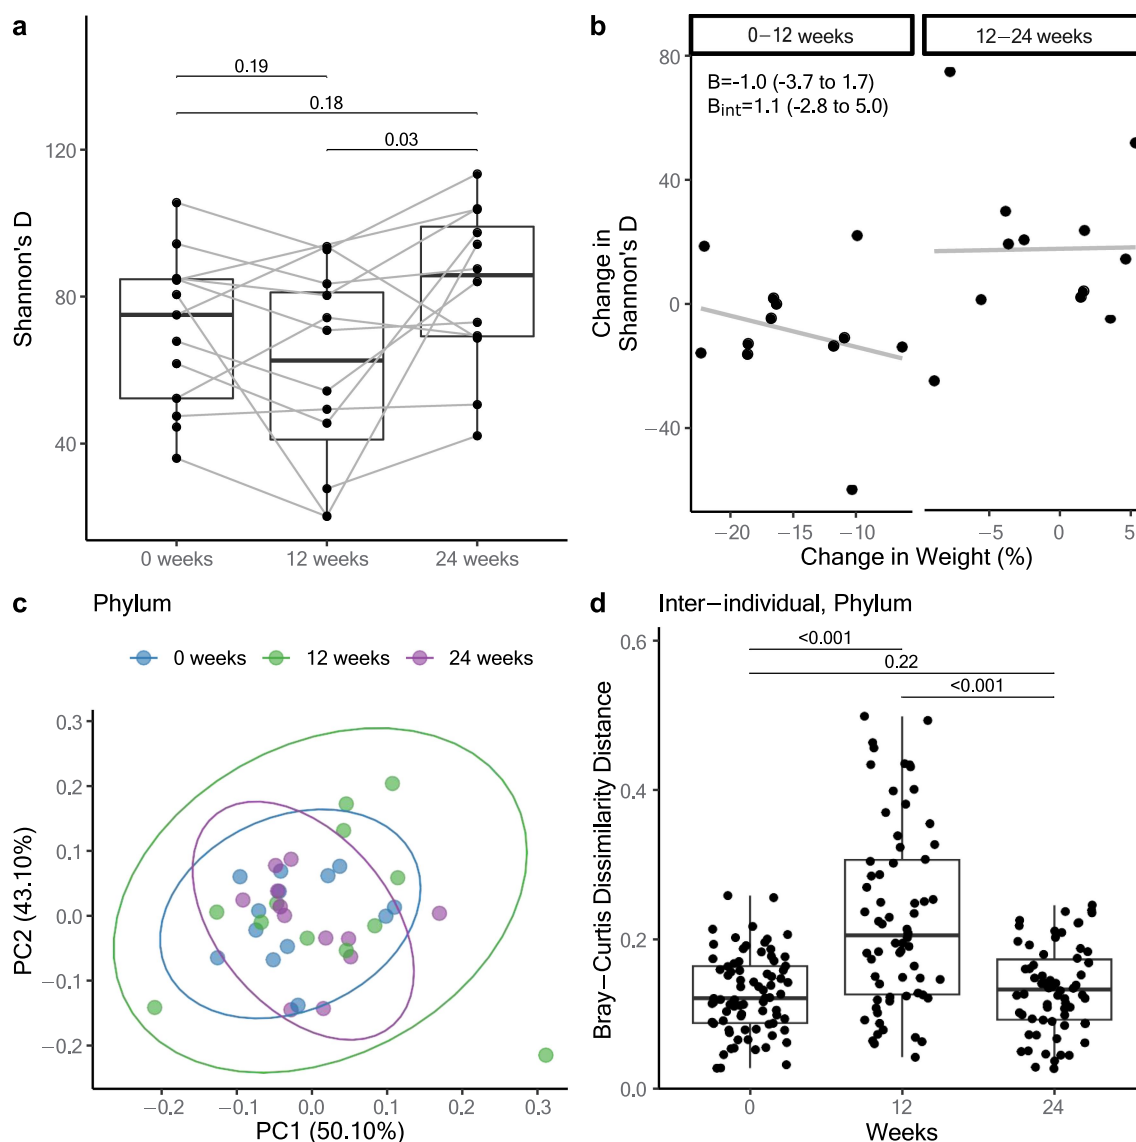 a
0.19
0.18
0.03
120
80
40
Shannon's D
0 weeks
12 weeks
24 weeks
b
0−12 weeks
12−24 weeks
B=-1.0 (-3.7 to 1.7)
Bint=1.1 (-2.8 to 5.0)
80
40
0
−40
Change in
Shannon's D
−20
−15
−10
−5
0
5
Change in Weight (%)
c
Phylum
0 weeks
12 weeks
24 weeks
0.3
0.2
0.1
0.0
−0.1
−0.2
PC2 (43.10%)
−0.2
−0.1
0.0
0.1
0.2
0.3
PC1 (50.10%)
d
Inter−individual, Phylum
<0.001
0.22
<0.001
0.6
0.4
0.2
0.0
Bray−Curtis Dissimilarity Distance
0
12
24
Weeks